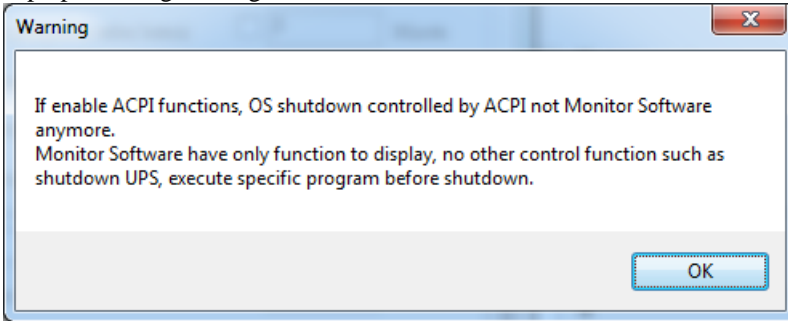 Warning
If enable ACPI functions, OS shutdown controlled by ACPI not Monitor Software
anymore.
Monitor Software have only function to display, no other control function such as
shutdown UPS, execute specific program before shutdown.
OK